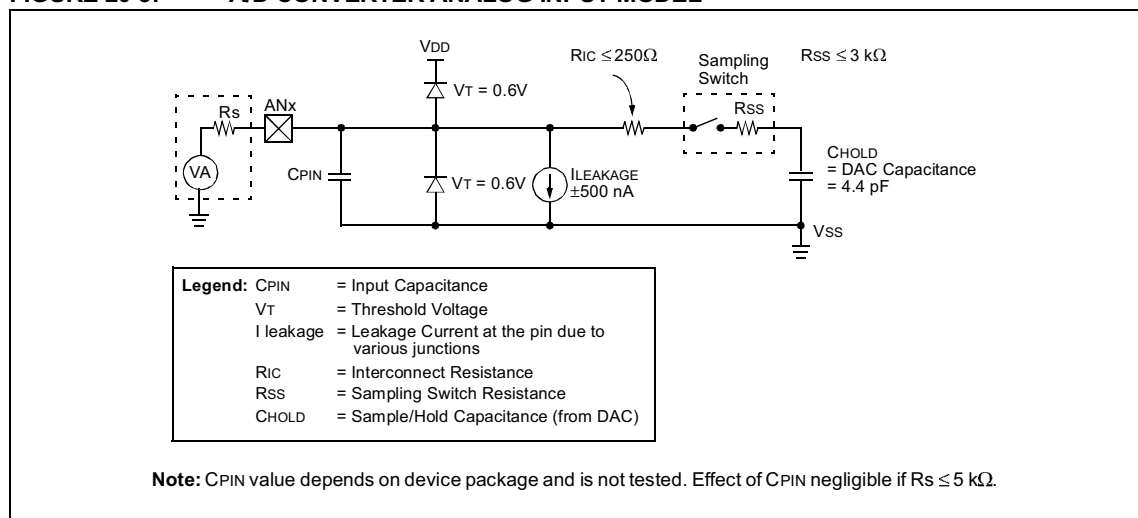 VDD
RIC ≤ 250Ω
Sampling
Switch
RSS ≤ 3 kΩ
VT = 0.6V
Rs
ANx
RSS
VA
CPIN
VT = 0.6V
ILEAKAGE
±500 nA
CHOLD
= DAC Capacitance
= 4.4 pF
VSS
Legend: CPIN = Input Capacitance
VT = Threshold Voltage
I leakage = Leakage Current at the pin due to
various junctions
RIC = Interconnect Resistance
RSS = Sampling Switch Resistance
CHOLD = Sample/Hold Capacitance (from DAC)
Note: CPIN value depends on device package and is not tested. Effect of CPIN negligible if Rs ≤ 5 kΩ.